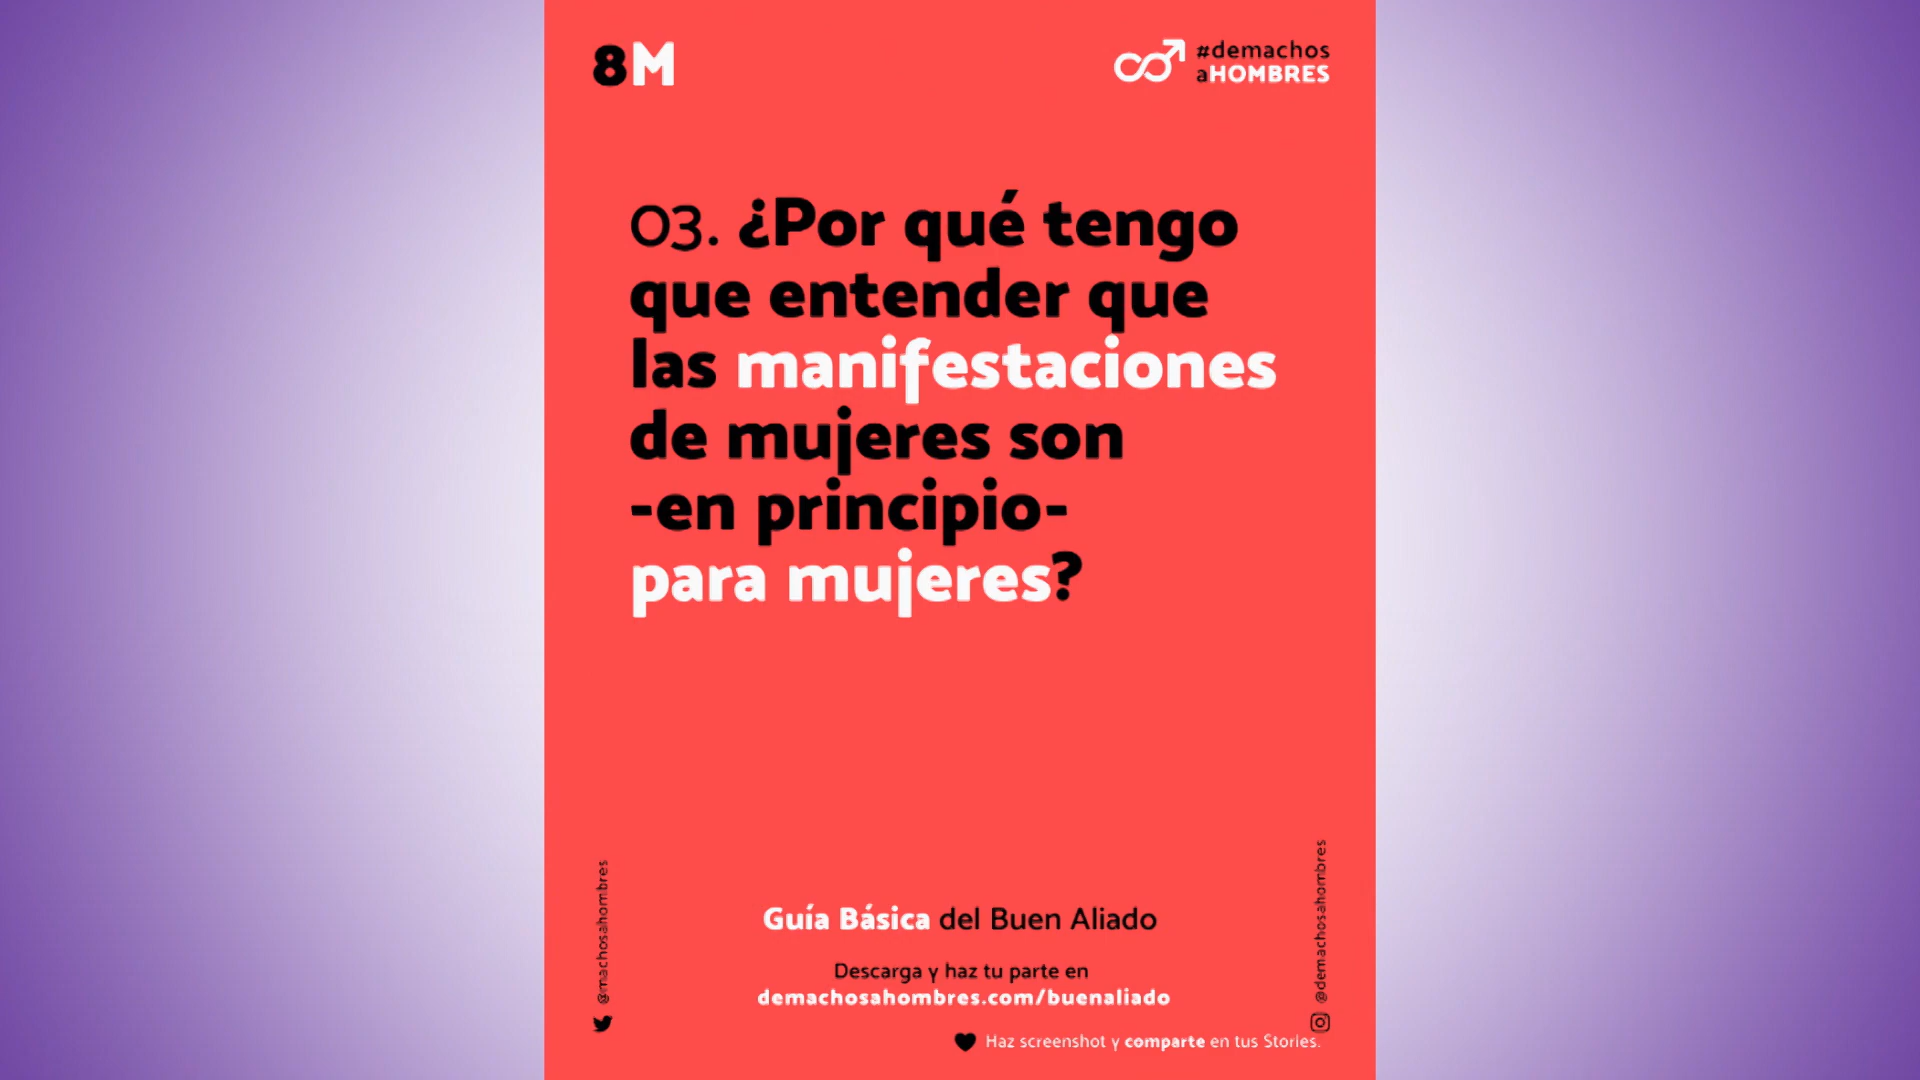 8M
#demachos
aHOMBRES
03. ¿Por qué tengo
que entender que
las manifestaciones
de mujeres son
-en principio-
para mujeres?
@machosahombres
@demachosahombres
Guía Básica del Buen Aliado
Descarga y haz tu parte en
demachosahombres.com/buenaliado
Haz screenshot y comparte en tus Stories.